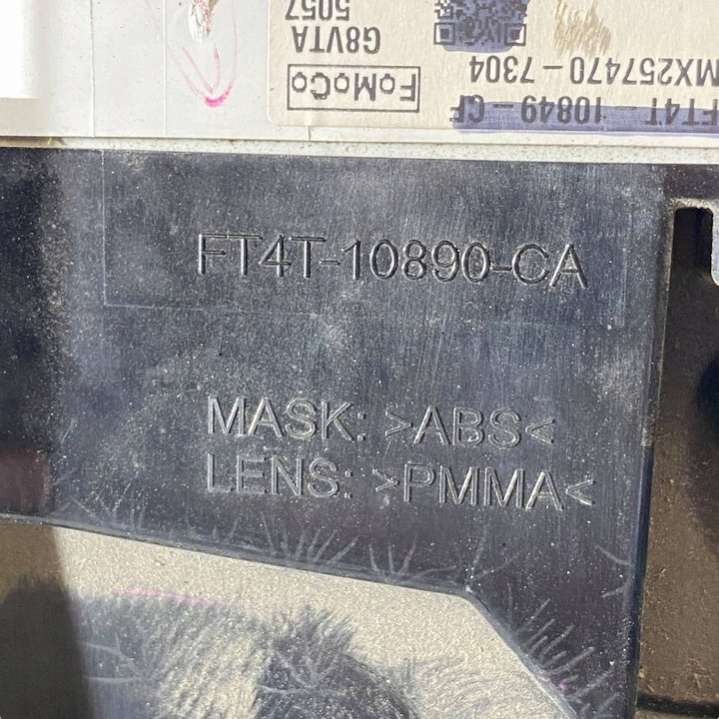 FT4T-10849-CF
MX257470-7304
FoMoCo
G8VTA
5057
FT4T-10890-CA
MASK: >ABS<
LENS: >PMMA<